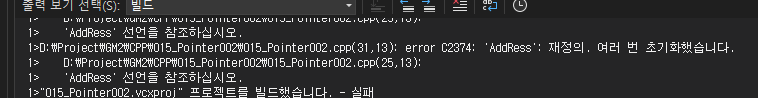 출력 보기 선택(S): 빌드
1>    D:₩Project₩GM2₩CPP₩015_Pointer002₩015_Pointer002.cpp(25,13):
1>    'AddRess' 선언을 참조하십시오.
1>D:₩Project₩GM2₩CPP₩015_Pointer002₩015_Pointer002.cpp(31,13): error C2374: 'AddRess': 재정의. 여러 번 초기화했습니다.
1>    D:₩Project₩GM2₩CPP₩015_Pointer002₩015_Pointer002.cpp(25,13):
1>    'AddRess' 선언을 참조하십시오.
1>"015_Pointer002.vcxproj" 프로젝트를 빌드했습니다. - 실패